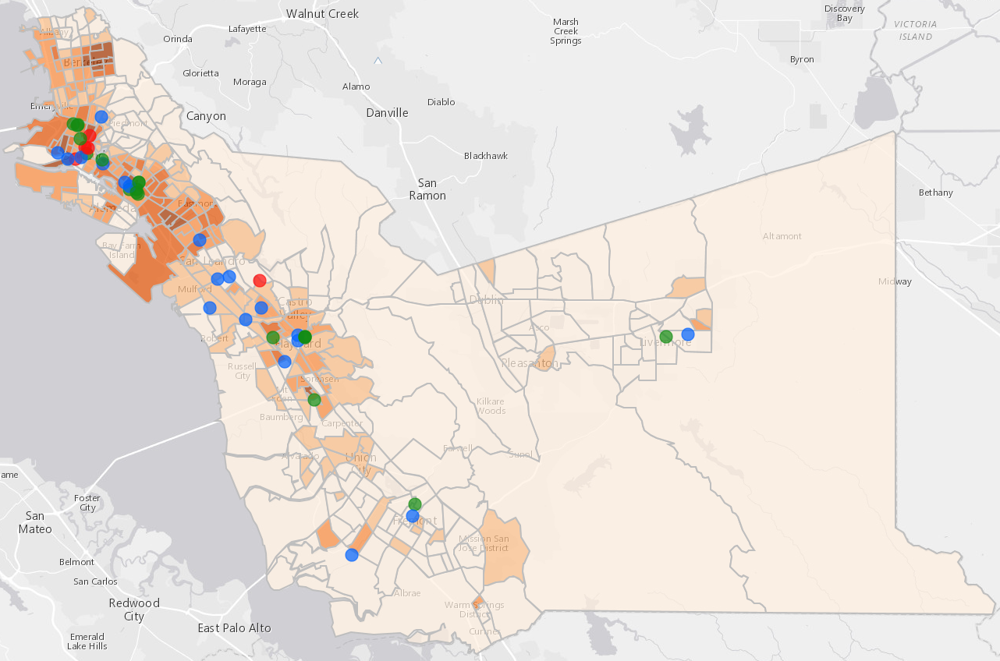 Walnut Creek
Discovery
Bay
Marsh
Creek
Springs
VICTORIA
ISLAND
Lafayette
Orinda
Albany
Byron
Glorietta
Moraga
Alamo
Diablo
Danville
Canyon
Piedmont
Blackhawk
San
Ramon
Bethany
Alameda
Eastmon
Altamont
Bay Farm
Island
San Leandro
Midway
Mulford
Dublin
Castro
Valley
Asco
Robert
Hayward
Livermore
Pleasanton
Russell
City
Sorensen
Mt
Eden
Kilkare
Woods
Baumberg
Carpenter
Farwell
Sunol
Alvarado
Union
City
Foster
City
San
Mateo
Fremont
Mission San
Jose District
Belmont
San Carlos
Albrae
Redwood
City
Warm Springs
District
East Palo Alto
Curtner
Emerald
Lake Hills